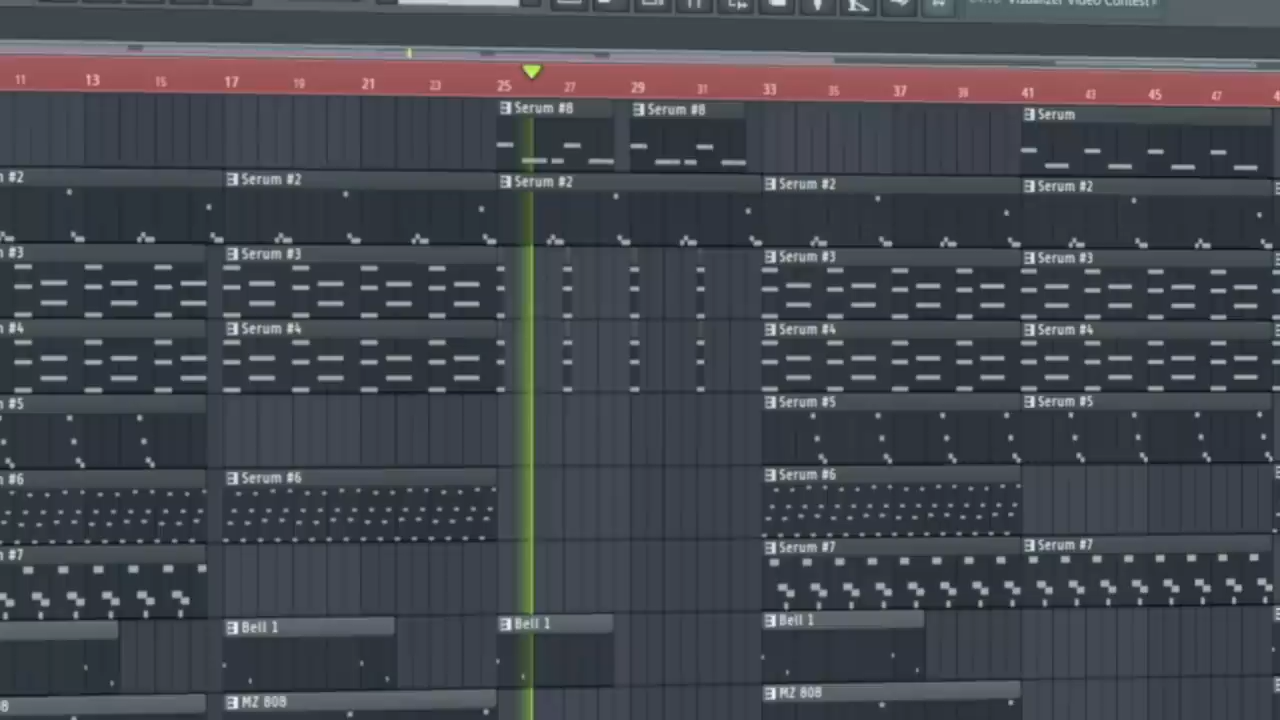 Visualizer Video Contest
11 13 15 17 19 21 23 25 27 29 31 33 35 37 39 41 43 45 47
Serum #8 Serum #8 Serum
#2 Serum #2 Serum #2 Serum #2 Serum #2
#3 Serum #3 Serum #3 Serum #3
#4 Serum #4 Serum #4 Serum #4
#5 Serum #5 Serum #5
#6 Serum #6 Serum #6
#7 Serum #7 Serum #7
Bell 1 Bell 1 Bell 1
MZ 808 MZ 808